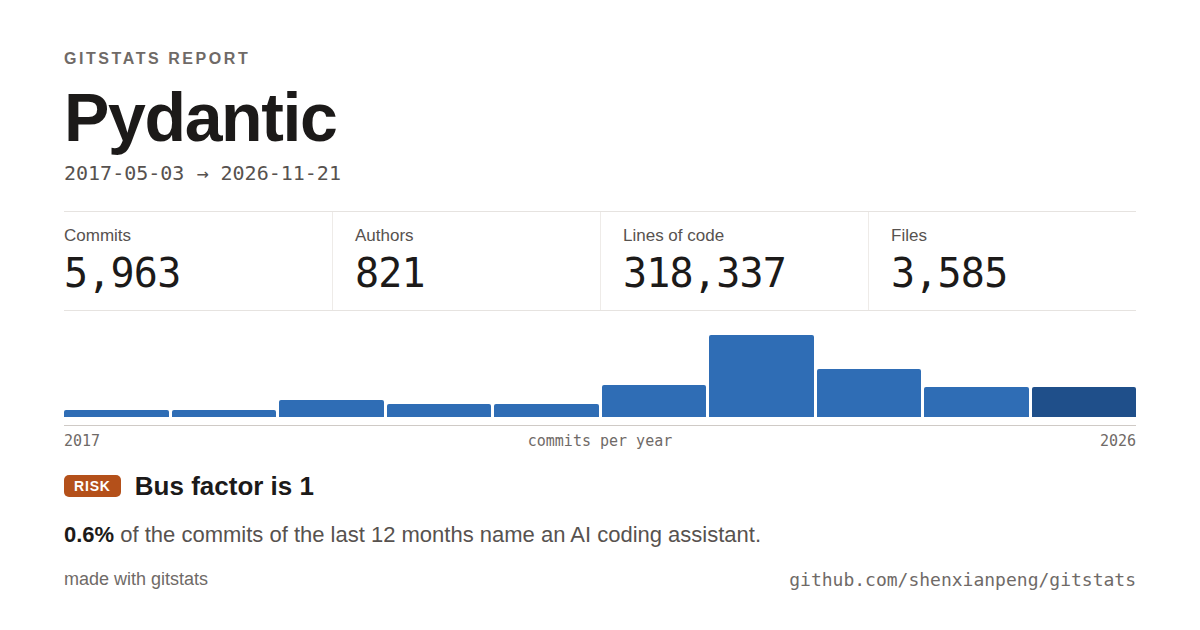 GITSTATS REPORT
Pydantic
2017-05-03 → 2026-11-21
Commits
5,963
Authors
821
Lines of code
318,337
Files
3,585
2017
commits per year
2026
RISK Bus factor is 1
0.6% of the commits of the last 12 months name an AI coding assistant.
made with gitstats
github.com/shenxianpeng/gitstats